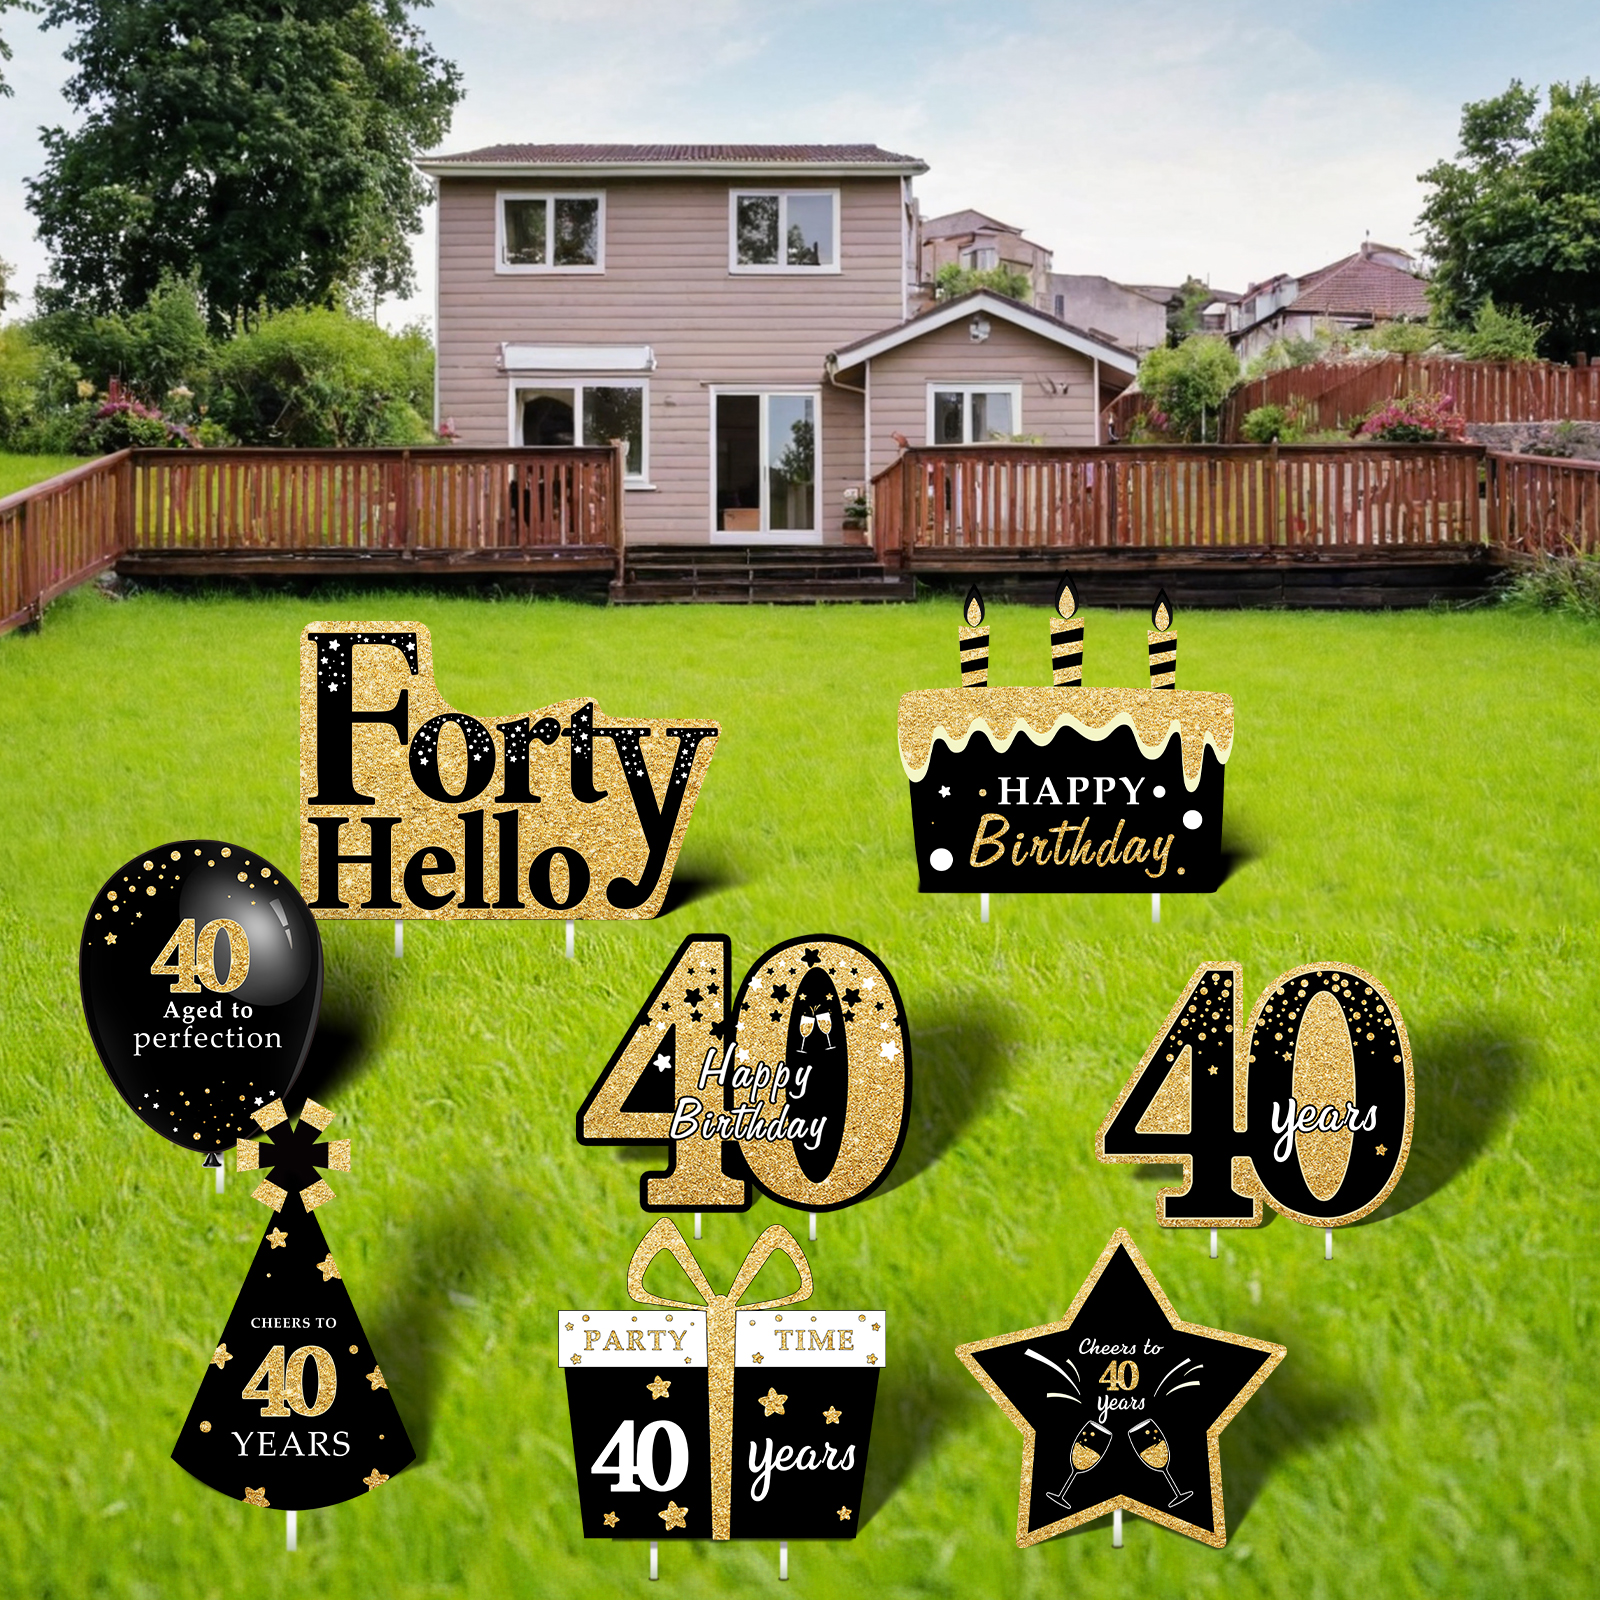 Forty
Hello
HAPPY
Birthday
40
Aged to
perfection
40
Happy
Birthday
40
years
CHEERS TO
40
YEARS
PARTY TIME
40 years
Cheers to
40
years